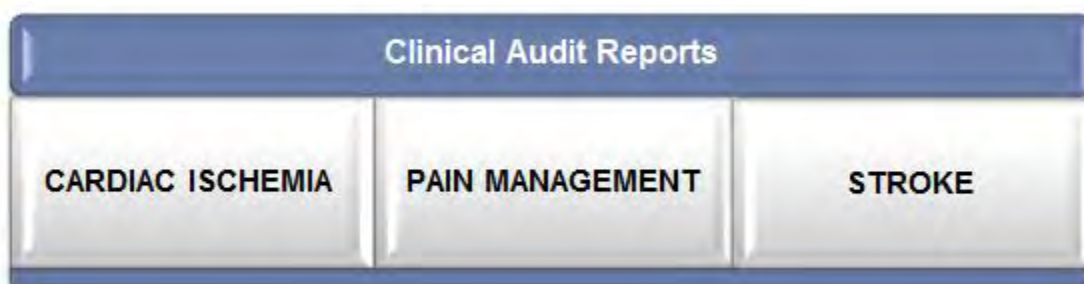 Clinical Audit Reports
CARDIAC ISCHEMIA
PAIN MANAGEMENT
STROKE